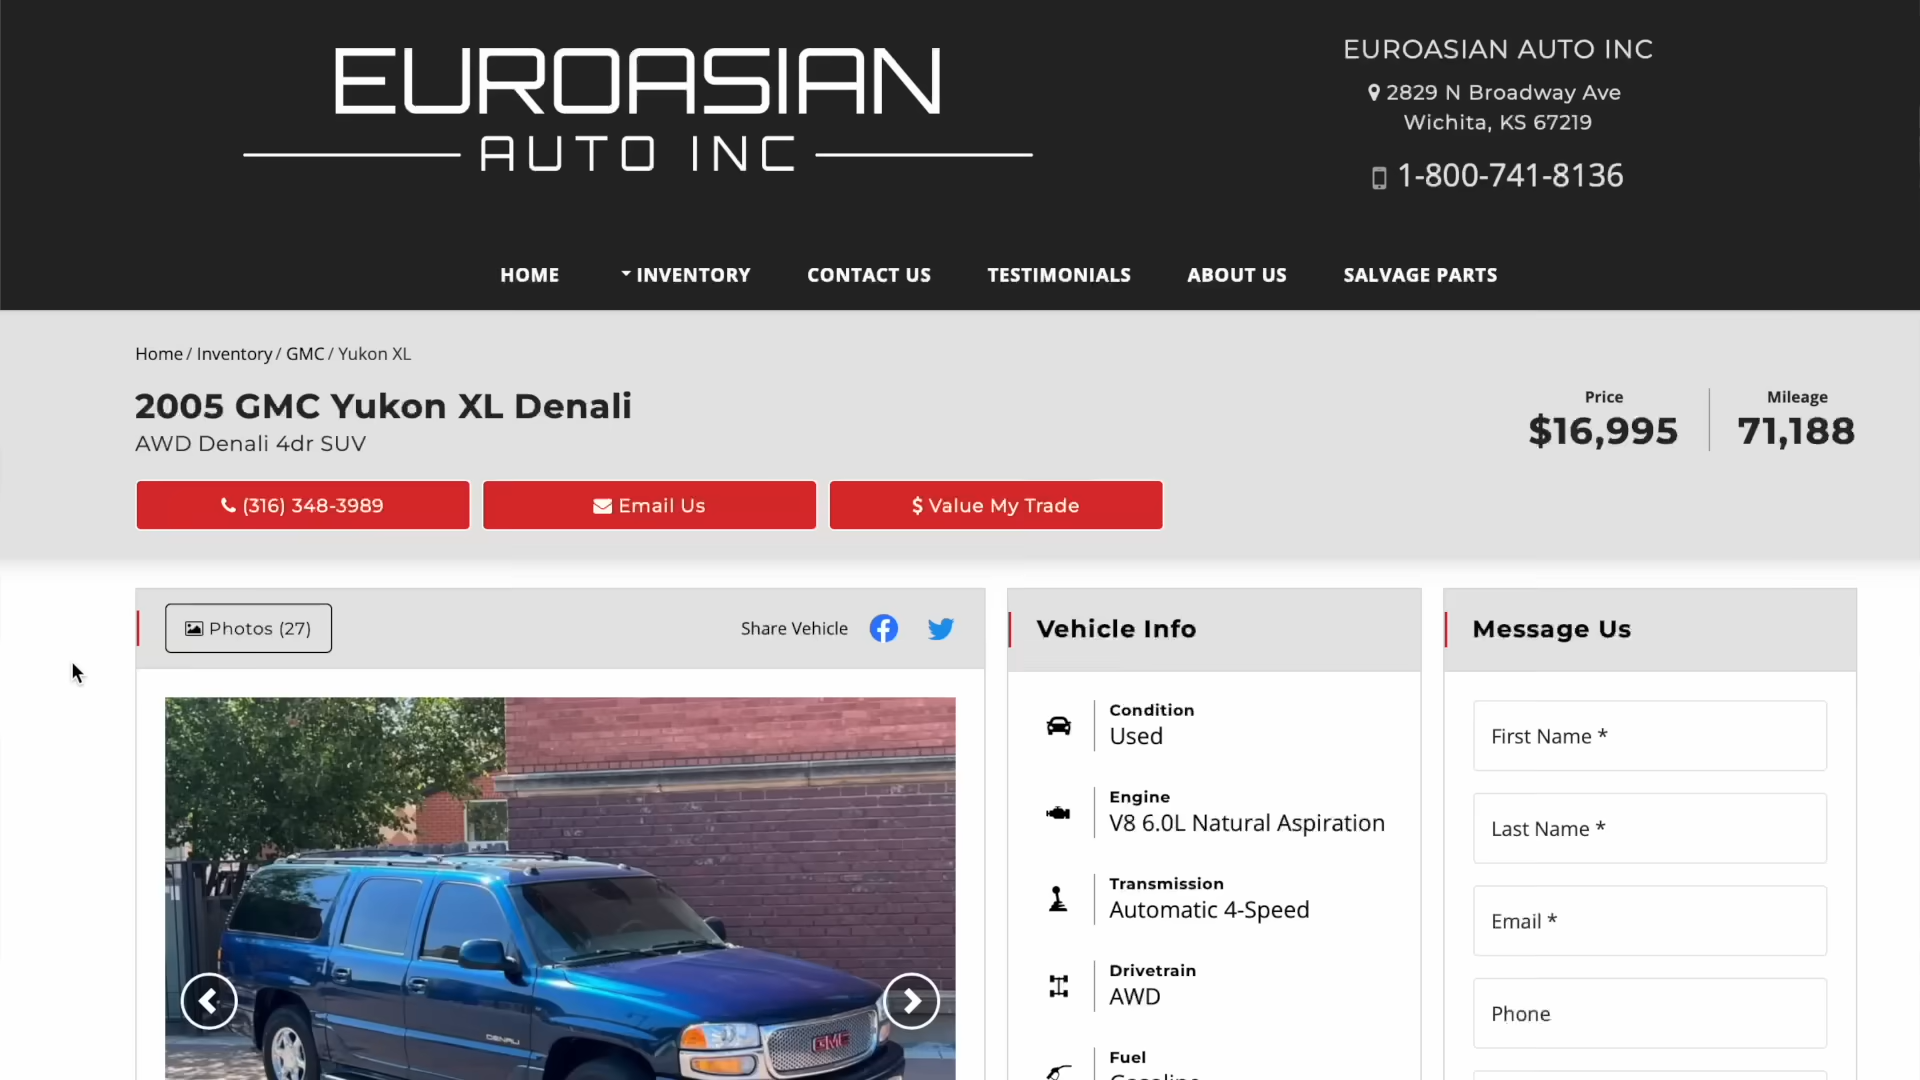 EUROASIAN
AUTO INC
EUROASIAN AUTO INC
2829 N Broadway Ave
Wichita, KS 67219
1-800-741-8136
HOME
INVENTORY
CONTACT US
TESTIMONIALS
ABOUT US
SALVAGE PARTS
Home / Inventory / GMC / Yukon XL
2005 GMC Yukon XL Denali
AWD Denali 4dr SUV
Price
$16,995
Mileage
71,188
(316) 348-3989
Email Us
$ Value My Trade
Photos (27)
Share Vehicle
DENALI
GMC
Vehicle Info
Condition
Used
Engine
V8 6.0L Natural Aspiration
Transmission
Automatic 4-Speed
Drivetrain
AWD
Fuel
Gasoline
Message Us
First Name *
Last Name *
Email *
Phone